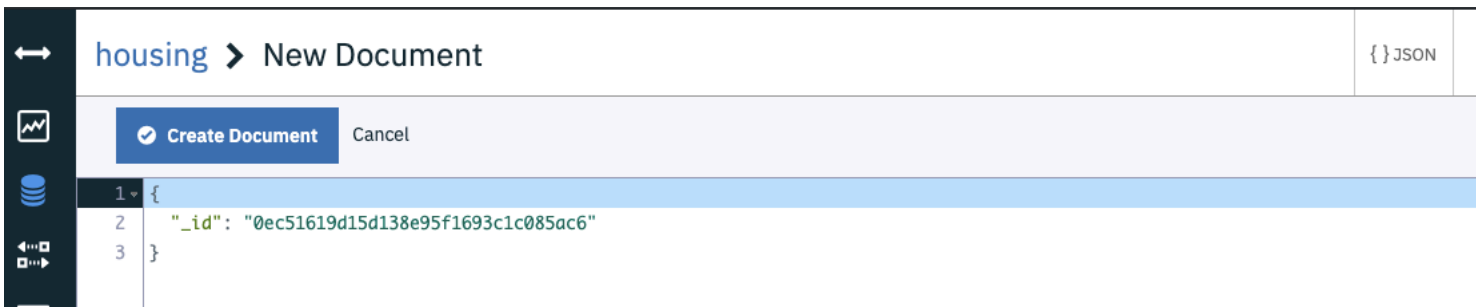 housing > New Document
{ } JSON
Create Document Cancel
1 {
2 "_id": "0ec51619d15d138e95f1693c1c085ac6"
3 }